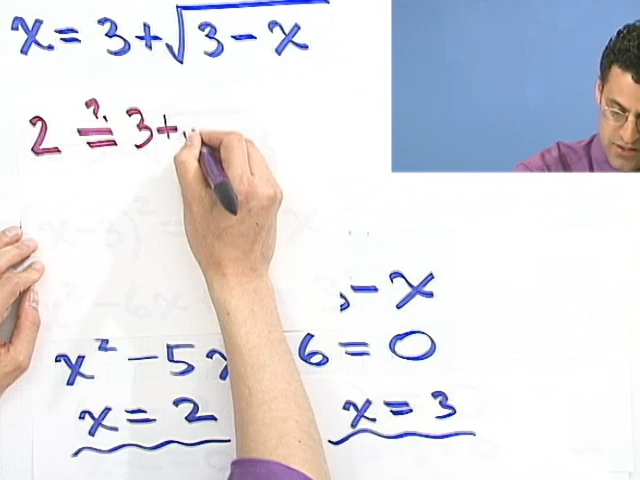 x = 3 + √3 - x
2 ≟ 3 +
- x
x² - 5x 6 = 0
x = 2 x = 3